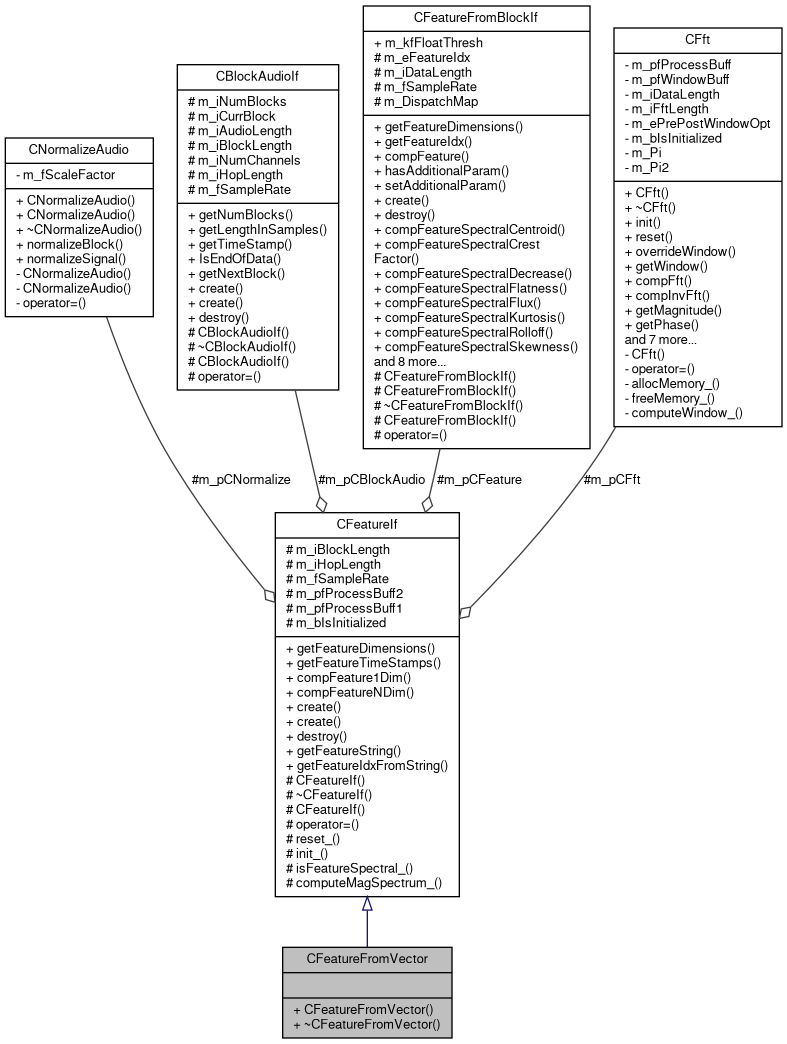 CNormalizeAudio
- m_fScaleFactor
+ CNormalizeAudio()
+ CNormalizeAudio()
+ ~CNormalizeAudio()
+ normalizeBlock()
+ normalizeSignal()
- CNormalizeAudio()
- CNormalizeAudio()
- operator=()
CBlockAudioIf
# m_iNumBlocks
# m_iCurrBlock
# m_iAudioLength
# m_iBlockLength
# m_iNumChannels
# m_iHopLength
# m_fSampleRate
+ getNumBlocks()
+ getLengthInSamples()
+ getTimeStamp()
+ IsEndOfData()
+ getNextBlock()
+ create()
+ create()
+ destroy()
# CBlockAudioIf()
# ~CBlockAudioIf()
# CBlockAudioIf()
# operator=()
CFeatureFromBlockIf
+ m_kfFloatThresh
# m_eFeatureIdx
# m_iDataLength
# m_fSampleRate
# m_DispatchMap
+ getFeatureDimensions()
+ getFeatureIdx()
+ compFeature()
+ hasAdditionalParam()
+ setAdditionalParam()
+ create()
+ destroy()
+ compFeatureSpectralCentroid()
+ compFeatureSpectralCrest
Factor()
+ compFeatureSpectralDecrease()
+ compFeatureSpectralFlatness()
+ compFeatureSpectralFlux()
+ compFeatureSpectralKurtosis()
+ compFeatureSpectralRolloff()
+ compFeatureSpectralSkewness()
and 8 more...
# CFeatureFromBlockIf()
# CFeatureFromBlockIf()
# ~CFeatureFromBlockIf()
# CFeatureFromBlockIf()
# operator=()
CFft
- m_pfProcessBuff
- m_pfWindowBuff
- m_iDataLength
- m_iFftLength
- m_ePrePostWindowOpt
- m_bIsInitialized
- m_Pi
- m_Pi2
+ CFft()
+ ~CFft()
+ init()
+ reset()
+ overrideWindow()
+ getWindow()
+ compFft()
+ compInvFft()
+ getMagnitude()
+ getPhase()
and 7 more...
- CFft()
- operator=()
- allocMemory_()
- freeMemory_()
- computeWindow_()
#m_pCNormalize
#m_pCBlockAudio
#m_pCFeature
#m_pCFft
CFeatureIf
# m_iBlockLength
# m_iHopLength
# m_fSampleRate
# m_pfProcessBuff2
# m_pfProcessBuff1
# m_bIsInitialized
+ getFeatureDimensions()
+ getFeatureTimeStamps()
+ compFeature1Dim()
+ compFeatureNDim()
+ create()
+ create()
+ destroy()
+ getFeatureString()
+ getFeatureIdxFromString()
# CFeatureIf()
# ~CFeatureIf()
# CFeatureIf()
# operator=()
# reset_()
# init_()
# isFeatureSpectral_()
# computeMagSpectrum_()
CFeatureFromVector
+ CFeatureFromVector()
+ ~CFeatureFromVector()